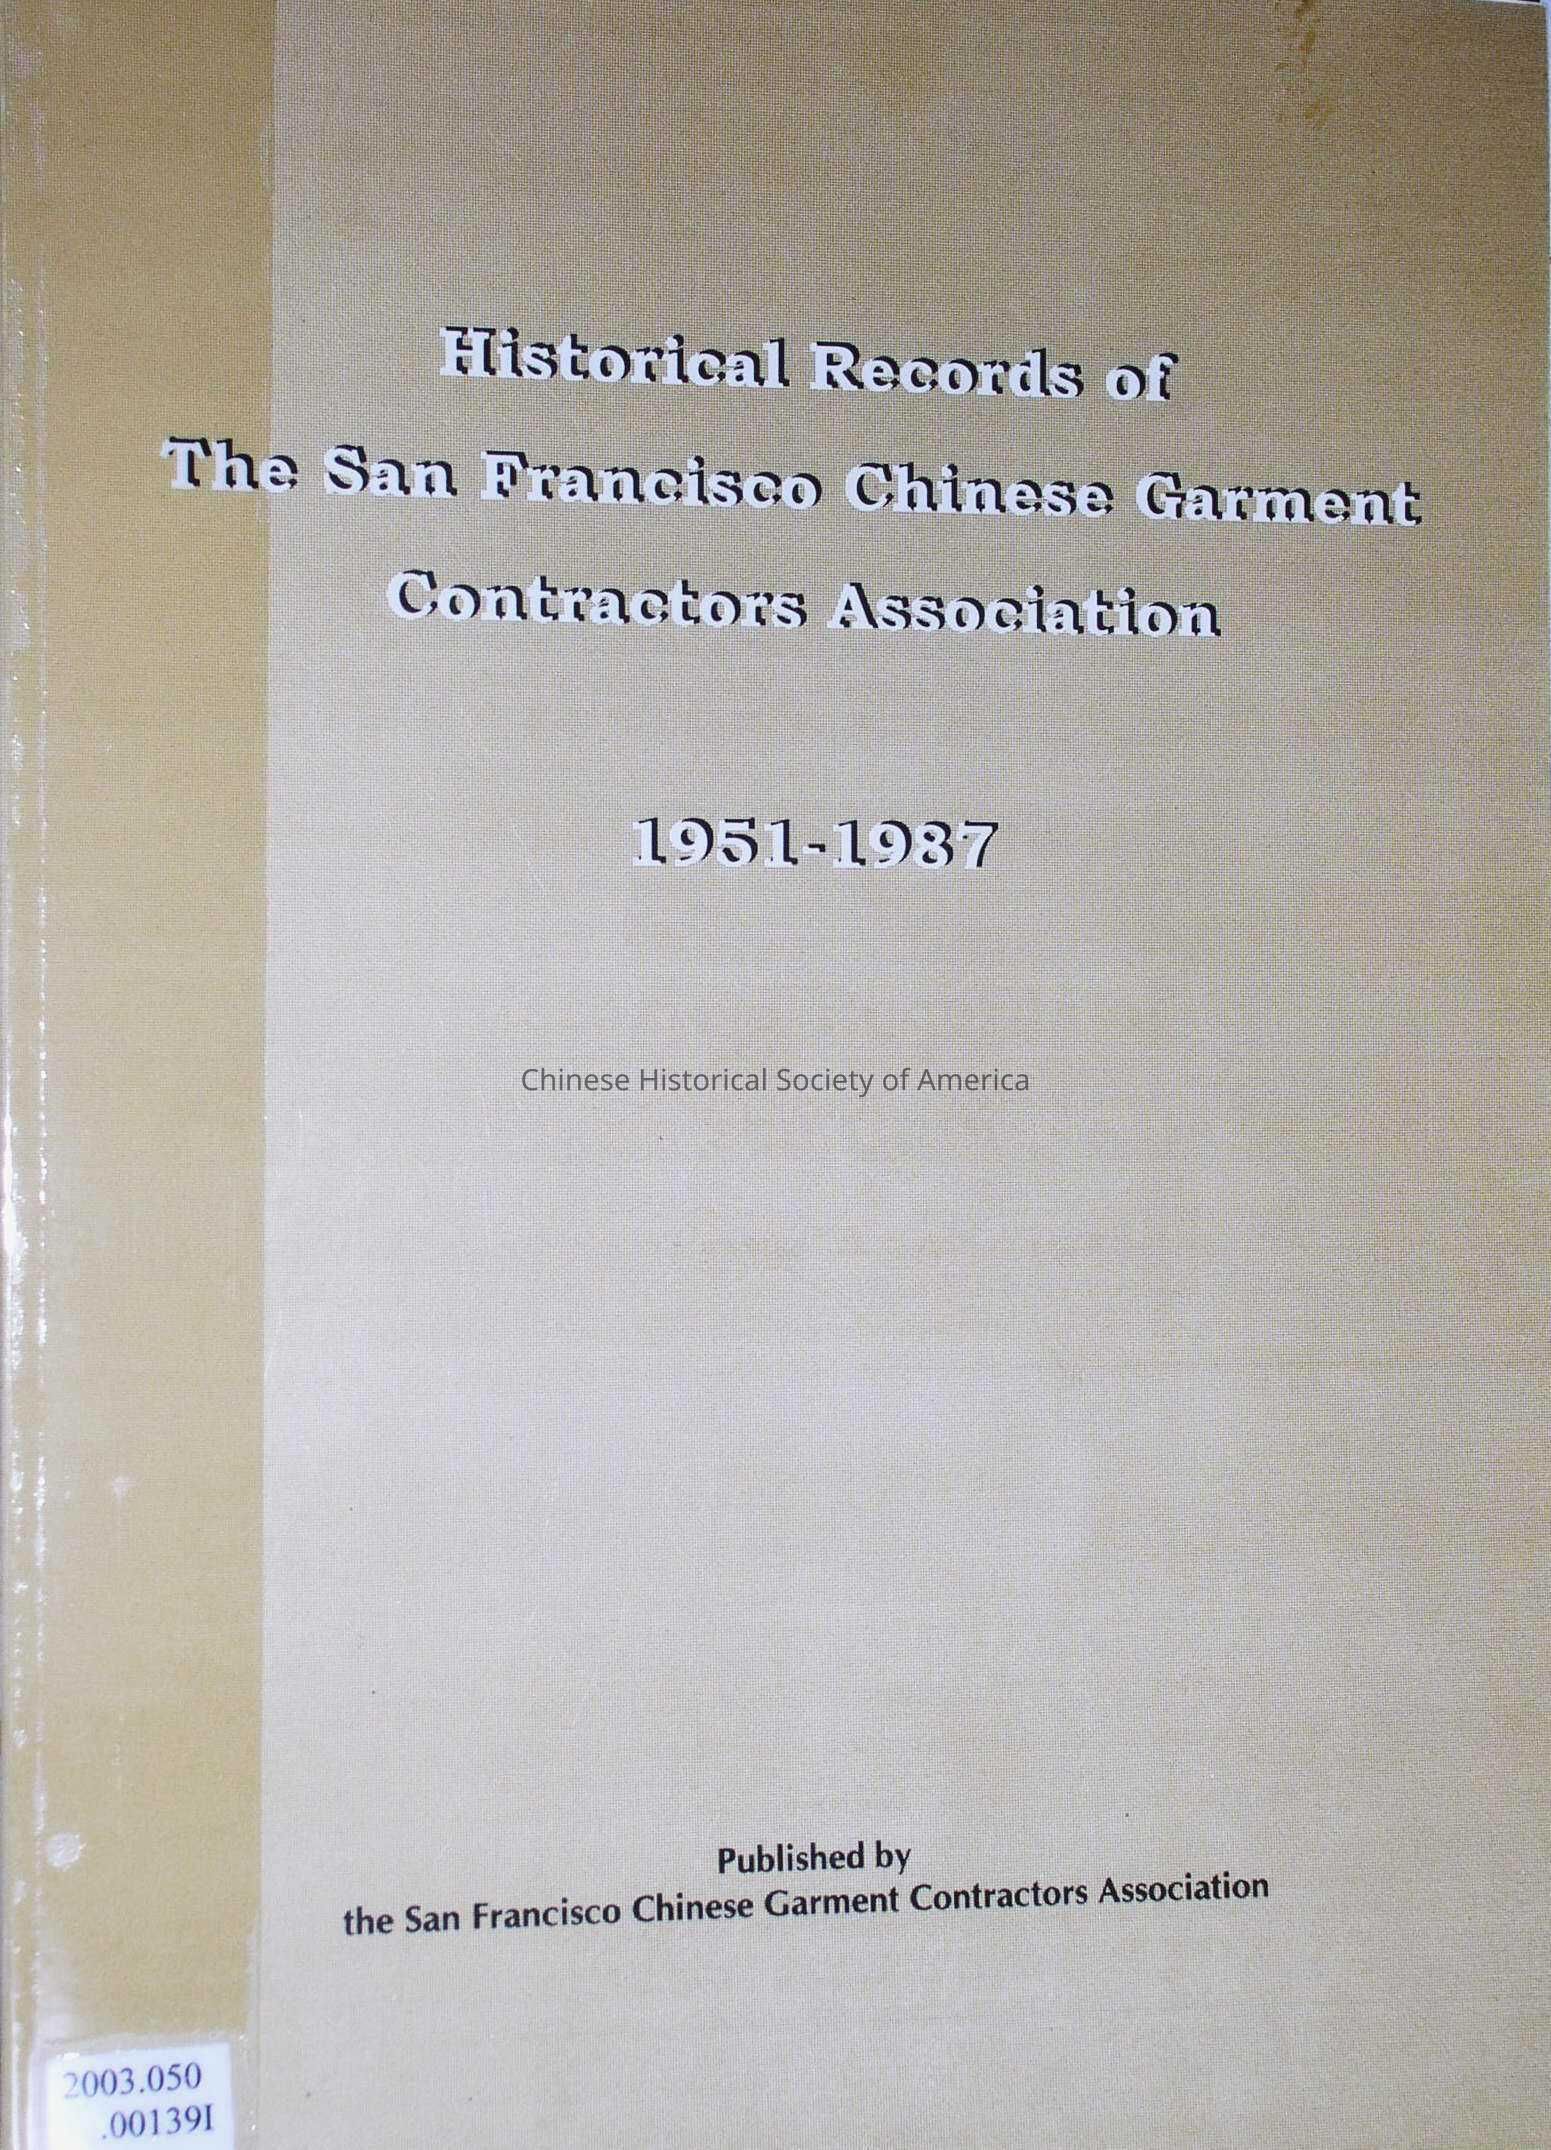 Historical Records of
The San Francisco Chinese Garment
Contractors Association
1951-1987
Chinese Historical Society of America
Published by
the San Francisco Chinese Garment Contractors Association
2003.050
.00139I